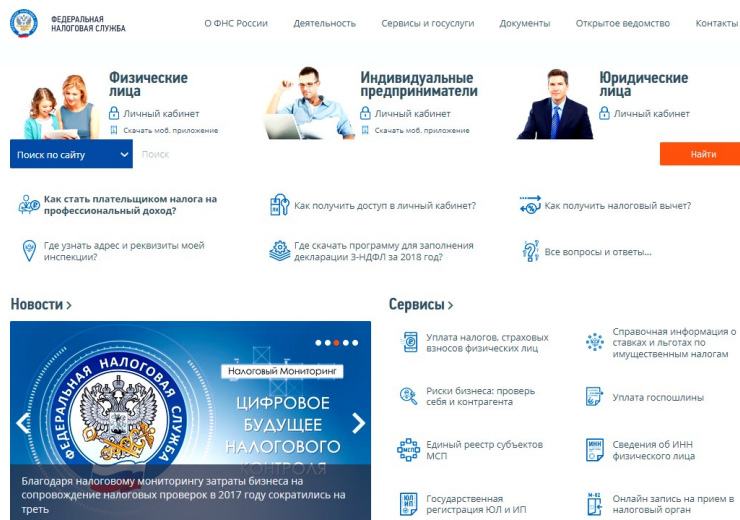 ФЕДЕРАЛЬНАЯ
НАЛОГОВАЯ СЛУЖБА
О ФНС России Деятельность Сервисы и госуслуги Документы Открытое ведомство Контакты
Физические
лица
Личный кабинет
Скачать моб. приложение
Индивидуальные
предприниматели
Личный кабинет
Скачать моб. приложение
Юридические
лица
Личный кабинет
Поиск по сайту Поиск Найти
Как стать плательщиком налога на
профессиональный доход?
Как получить доступ в личный кабинет?
Как получить налоговый вычет?
Где узнать адрес и реквизиты моей
инспекции?
Где скачать программу для заполнения
декларации 3-НДФЛ за 2018 год?
Все вопросы и ответы...
Новости >
ФЕДЕРАЛЬНАЯ НАЛОГОВАЯ СЛУЖБА
Налоговый Мониторинг
ЦИФРОВОЕ
БУДУЩЕЕ
НАЛОГОВОГО
КОНТРОЛЯ
Благодаря налоговому мониторингу затраты бизнеса на
сопровождение налоговых проверок в 2017 году сократились на
треть
Сервисы >
Уплата налогов, страховых
взносов физических лиц
Справочная информация о
ставках и льготах по
имущественным налогам
Риски бизнеса: проверь
себя и контрагента
Уплата госпошлины
МСП
Единый реестр субъектов
МСП
ИНН
Сведения об ИНН
физического лица
ЮЛ
ИП
Государственная
регистрация ЮЛ и ИП
Онлайн запись на прием в
налоговый орган